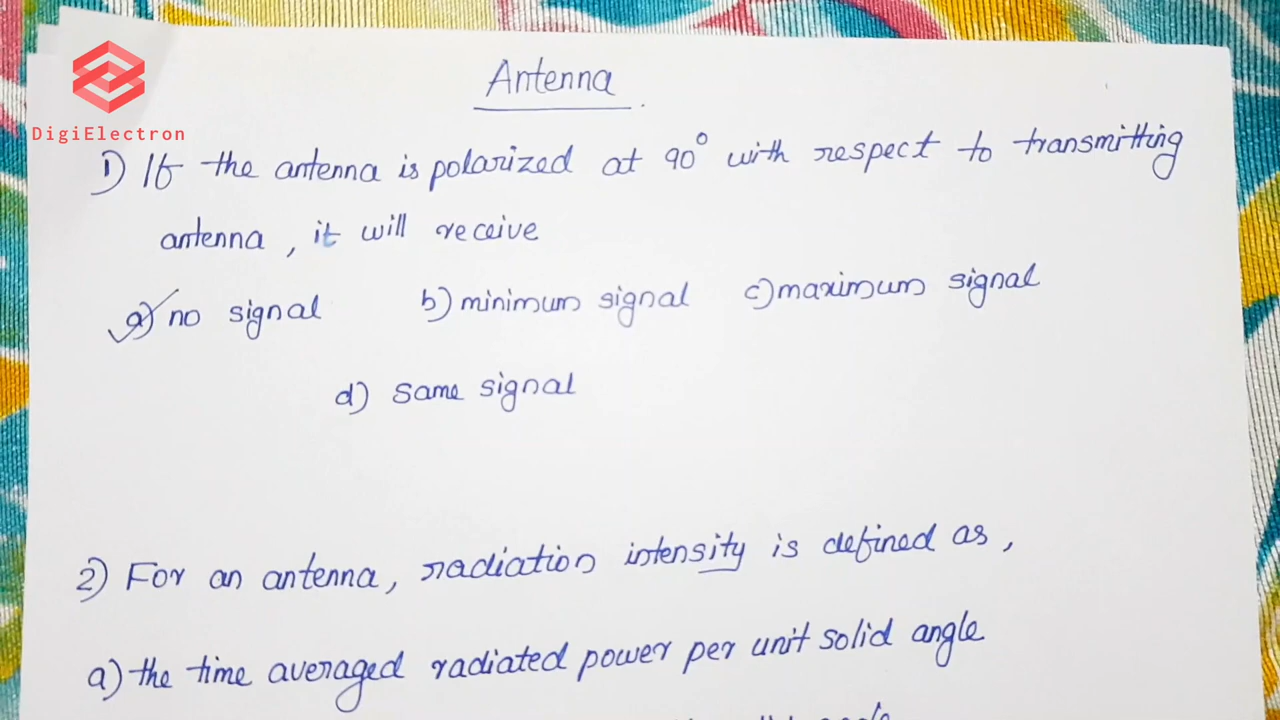 DigiElectron
Antenna
1) If the antenna is polarized at 90° with respect to transmitting
antenna, it will receive
a) no signal b) minimum signal c) maximum signal
d) same signal
2) For an antenna, radiation intensity is defined as,
a) the time averaged radiated power per unit solid angle
angle